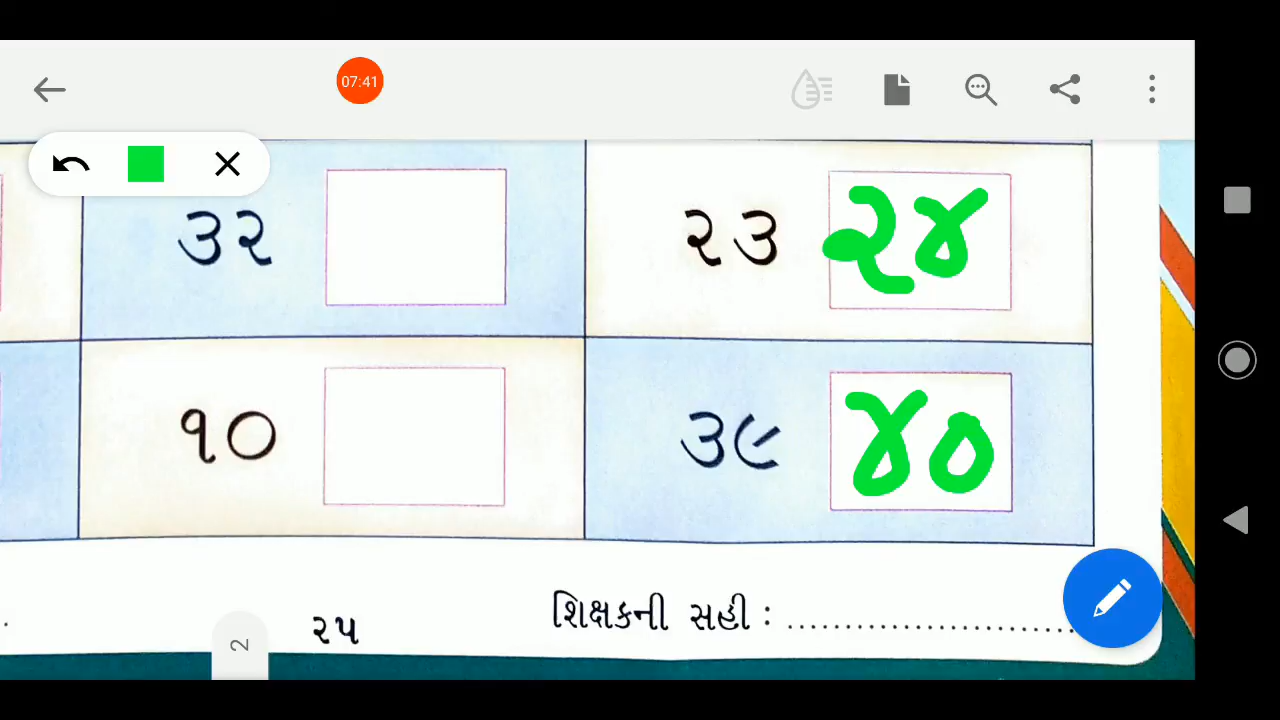 07:41
૩૨ ૨૩ ૨૪
૧૦ ૩૯ ૪૦
શિક્ષકની સહી : ........................
2 ૨૫